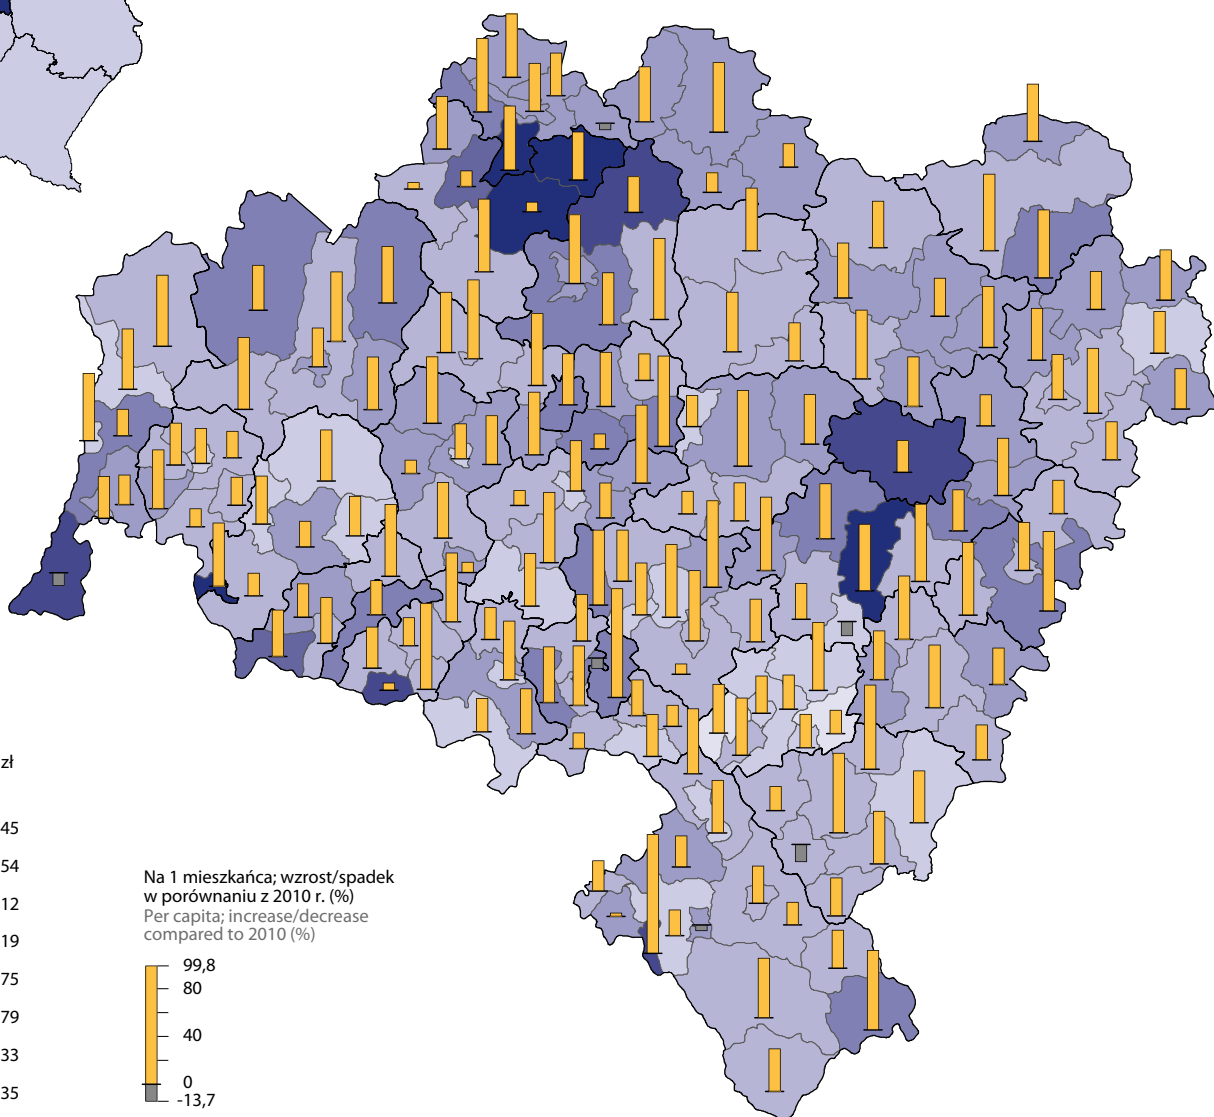 zł
45
54
12
19
75
79
33
35
Na 1 mieszkańca; wzrost/spadek
w porównaniu z 2010 r. (%)
Per capita; increase/decrease
compared to 2010 (%)
99,8
80
40
0
-13,7